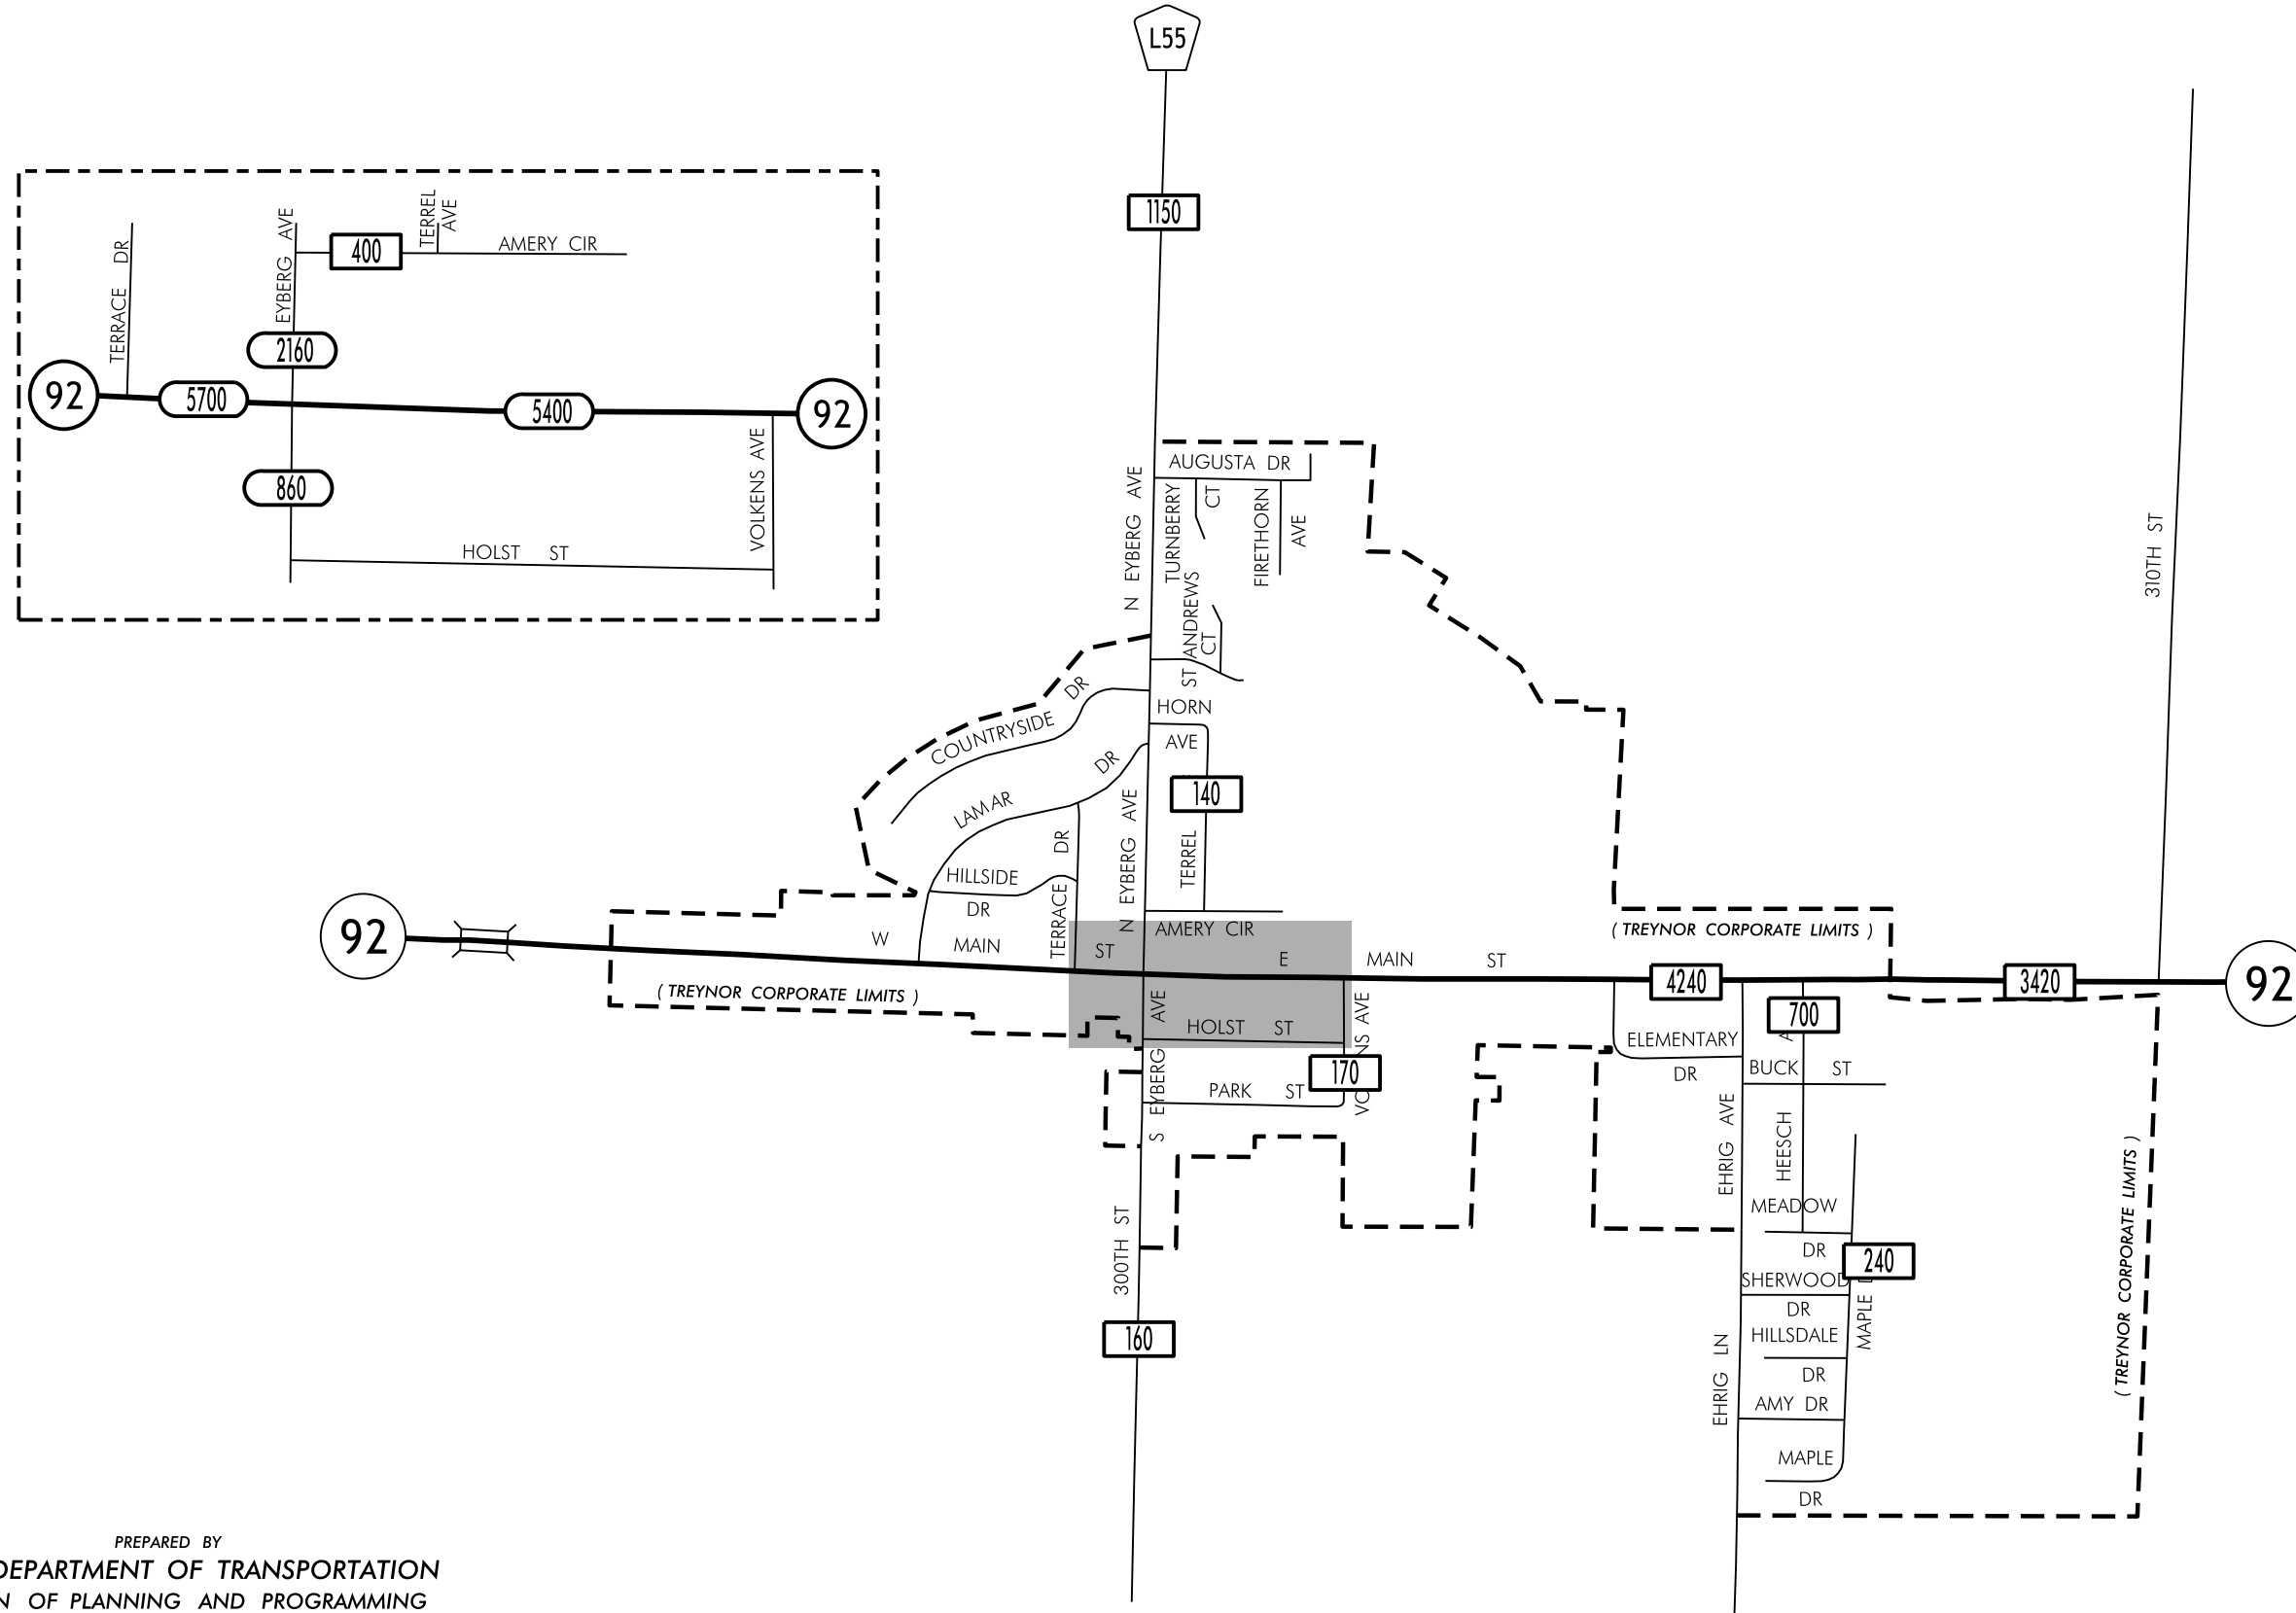 L55
1150
TERRACE DR
EYBERG AVE
400
TERREL
AVE
AMERY CIR
2160
92
5700
5400
92
860
VOLKENS AVE
HOLST ST
N EYBERG AVE
AUGUSTA DR
TURNBERRY
CT
FIRETHORN
AVE
310TH ST
ST ANDREWS
CT
COUNTRYSIDE DR
HORN
AVE
LAMAR DR
140
N EYBERG AVE
TERREL
TERRACE DR
HILLSIDE
DR
AMERY CIR
92
W MAIN ST
E MAIN ST
( TREYNOR CORPORATE LIMITS )
4240
3420
92
( TREYNOR CORPORATE LIMITS )
700
S EYBERG AVE
HOLST ST
170
PARK ST
ELEMENTARY
DR
BUCK ST
EHRIG AVE
HEESCH
MEADOW
DR
240
SHERWOOD
DR
MAPLE
HILLSDALE
DR
EHRIG LN
AMY DR
MAPLE
DR
( TREYNOR CORPORATE LIMITS )
300TH ST
160
PREPARED BY
DEPARTMENT OF TRANSPORTATION
OF PLANNING AND PROGRAMMING